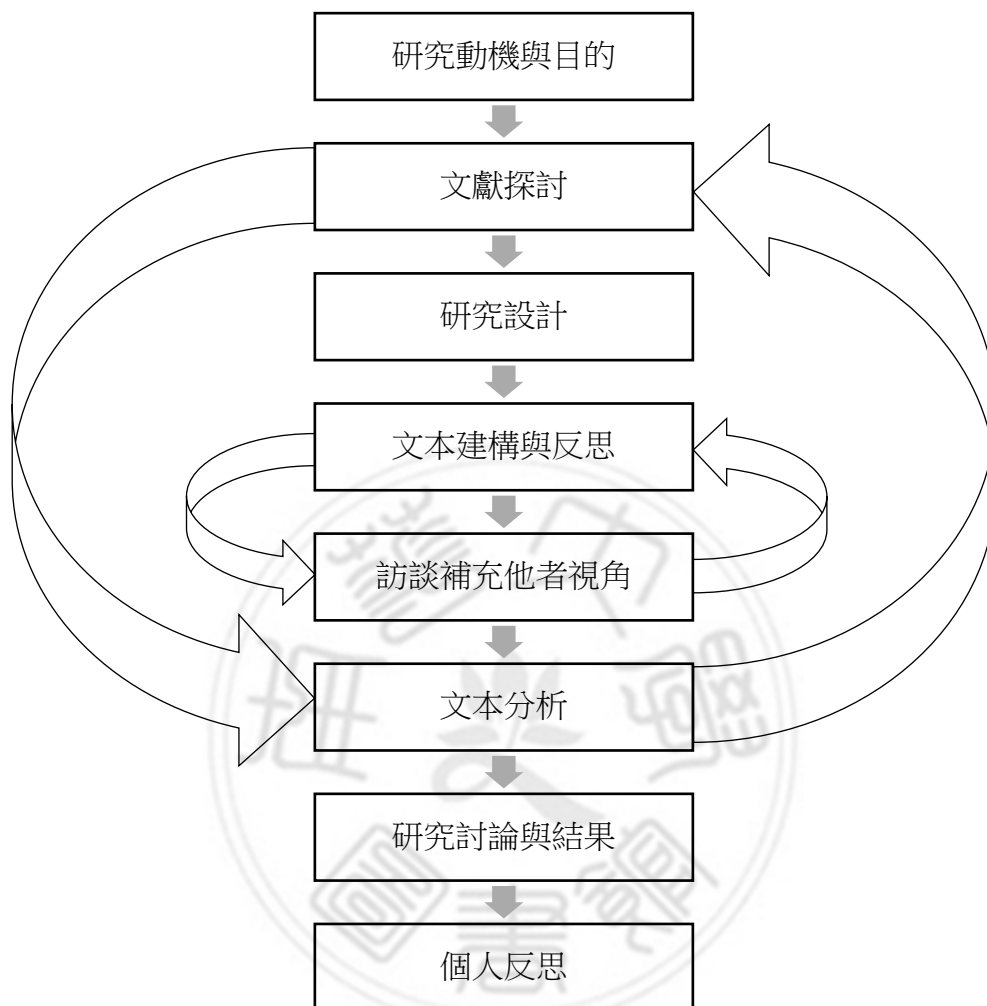 研究動機與目的
文獻探討
研究設計
文本建構與反思
訪談補充他者視角
文本分析
研究討論與結果
個人反思